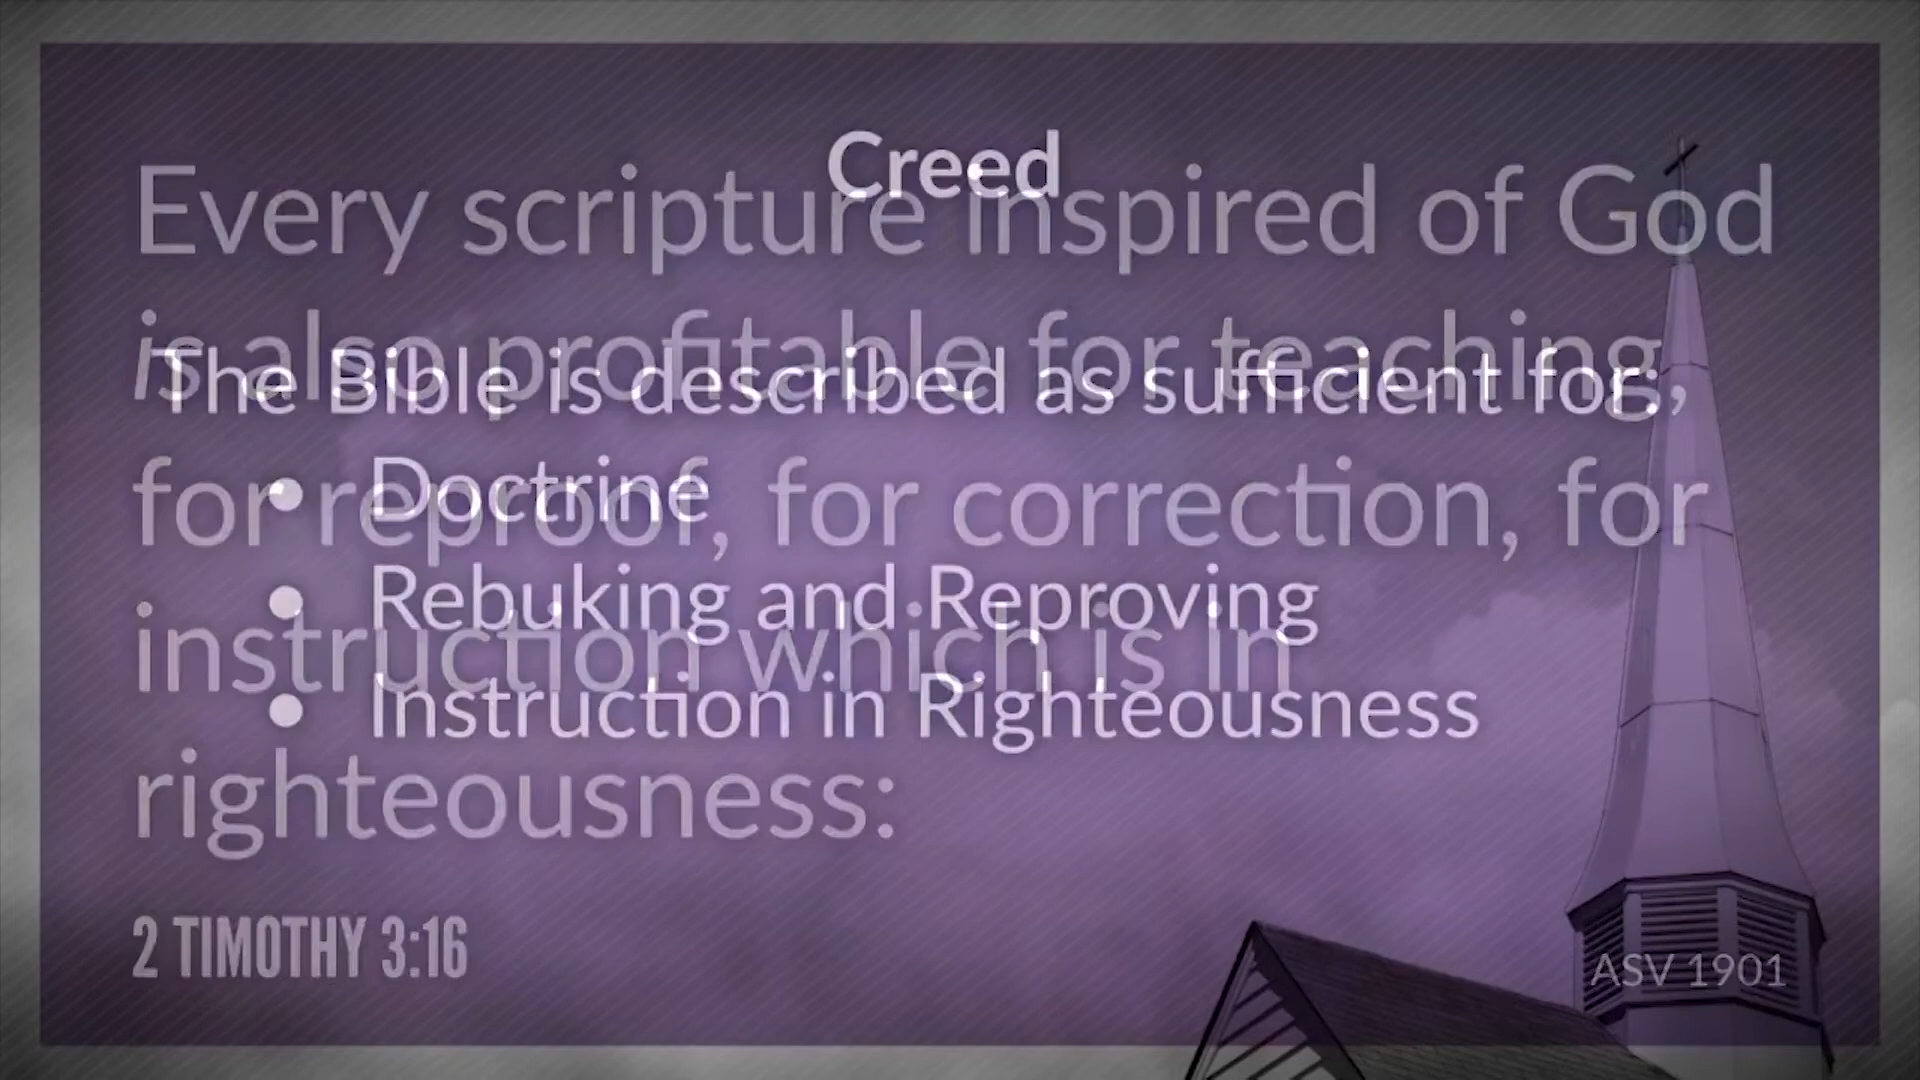 Creed
The Bible is described as sufficient for:
• Doctrine
• Rebuking and Reproving
• Instruction in Righteousness
Every scripture inspired of God
is also profitable for teaching,
for reproof, for correction, for
instruction which is in
righteousness:
2 TIMOTHY 3:16
ASV 1901